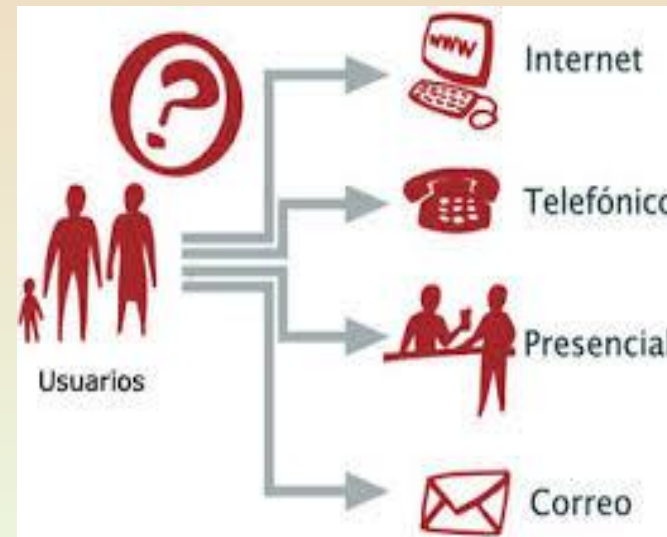 www
Internet
Telefónico
Presencial
Usuarios
Correo